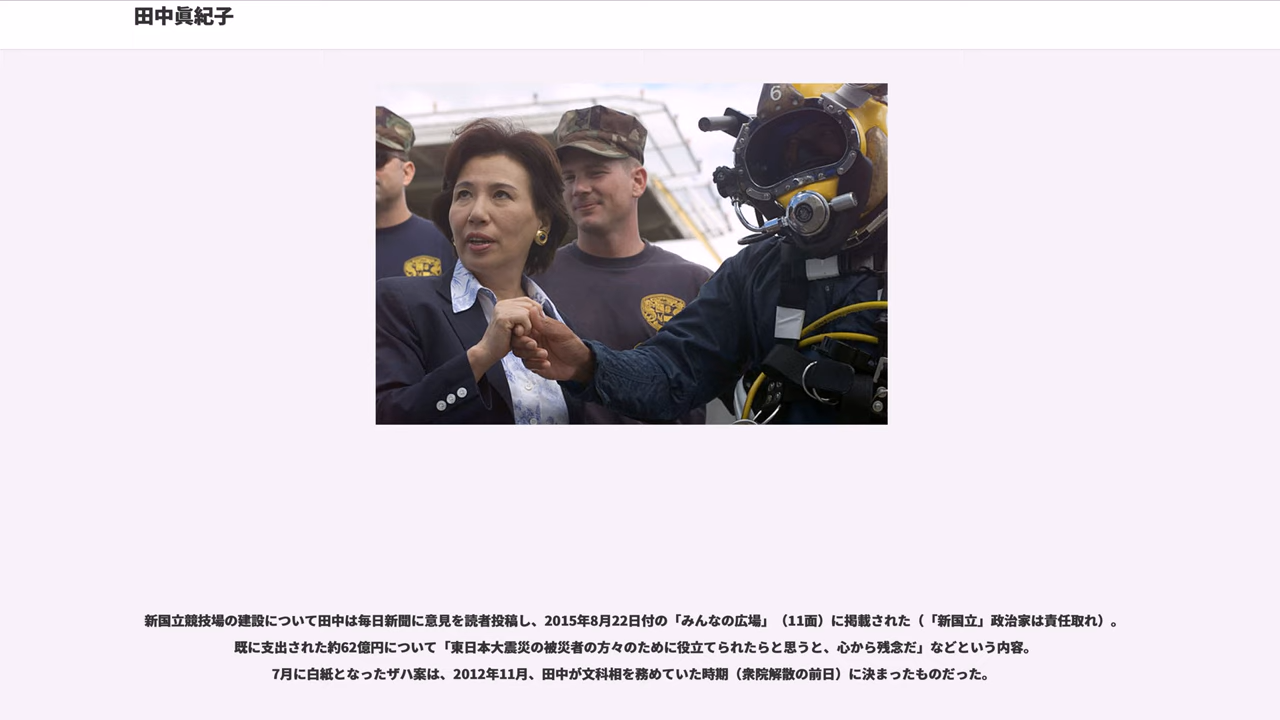 田中眞紀子
6
新国立競技場の建設について田中は毎日新聞に意見を読者投稿し、2015年8月22日付の「みんなの広場」（11面）に掲載された（「新国立」政治家は責任取れ）。
既に支出された約62億円について「東日本大震災の被災者の方々のために役立てられたらと思うと、心から残念だ」などという内容。
7月に白紙となったザハ案は、2012年11月、田中が文科相を務めていた時期（衆院解散の前日）に決まったものだった。